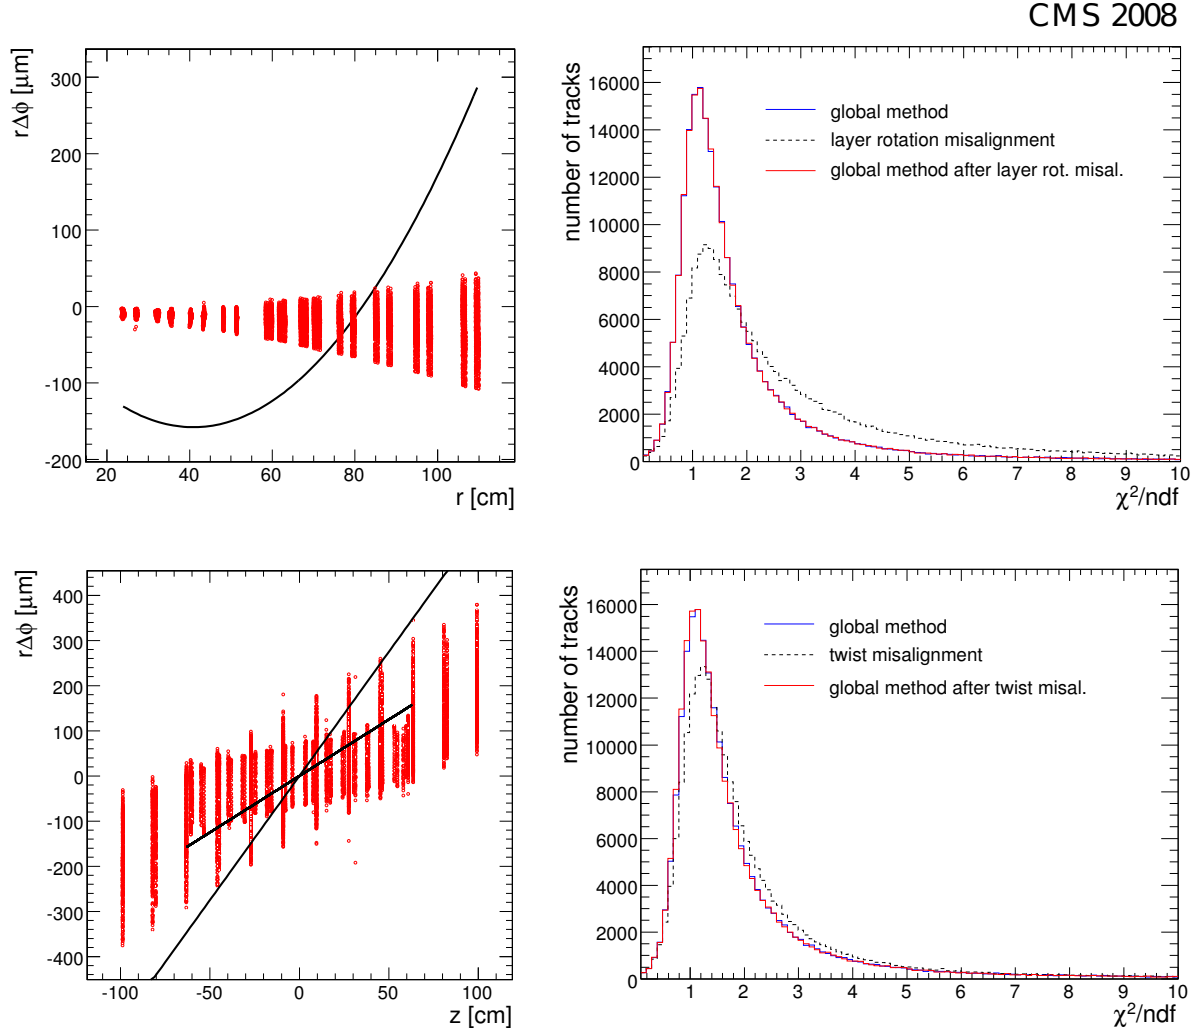 CMS 2008
rΔϕ [μm]
300
200
100
0
-100
-200
20 40 60 80 100
r [cm]
number of tracks
16000
14000
12000
10000
8000
6000
4000
2000
0
global method
layer rotation misalignment
global method after layer rot. misal.
1 2 3 4 5 6 7 8 9 10
χ²/ndf
rΔϕ [μm]
400
300
200
100
0
-100
-200
-300
-400
-100 -50 0 50 100
z [cm]
number of tracks
16000
14000
12000
10000
8000
6000
4000
2000
0
global method
twist misalignment
global method after twist misal.
1 2 3 4 5 6 7 8 9 10
χ²/ndf